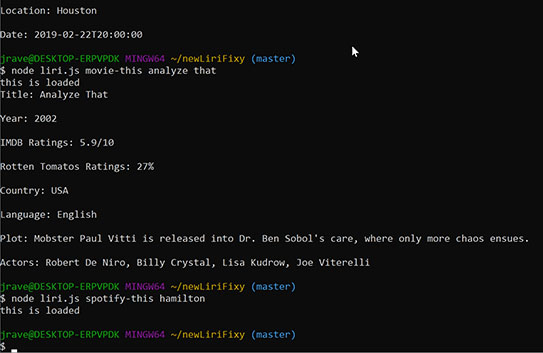 Location: Houston
Date: 2019-02-22T20:00:00
jrave@DESKTOP-ERPVPDK MINGW64 ~/newLiriFixy (master)
$ node liri.js movie-this analyze that
this is loaded
Title: Analyze That
Year: 2002
IMDB Ratings: 5.9/10
Rotten Tomatos Ratings: 27%
Country: USA
Language: English
Plot: Mobster Paul Vitti is released into Dr. Ben Sobol's care, where only more chaos ensues.
Actors: Robert De Niro, Billy Crystal, Lisa Kudrow, Joe Viterelli
jrave@DESKTOP-ERPVPDK MINGW64 ~/newLiriFixy (master)
$ node liri.js spotify-this hamilton
this is loaded
jrave@DESKTOP-ERPVPDK MINGW64 ~/newLiriFixy (master)
$